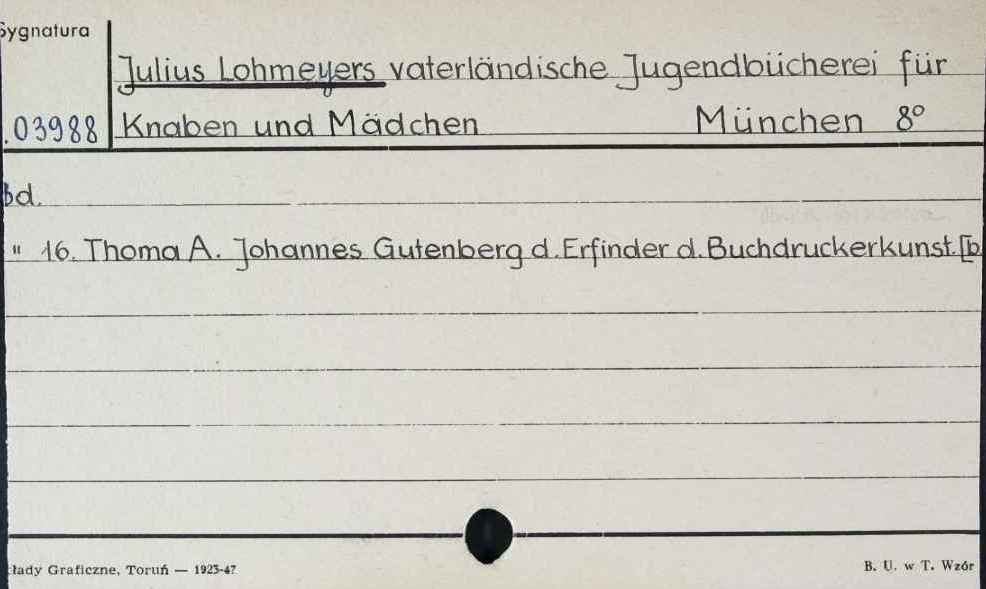 Sygnatura
Julius Lohmeyers vaterländische Jugendbücherei für
.03988 Knaben und Mädchen München 8°
Bd.
" 16. Thoma A. Johannes Gutenberg d. Erfinder d. Buchdruckerkunst. [b
łady Graficzne, Toruń — 1923-47 B. U. w T. Wzór